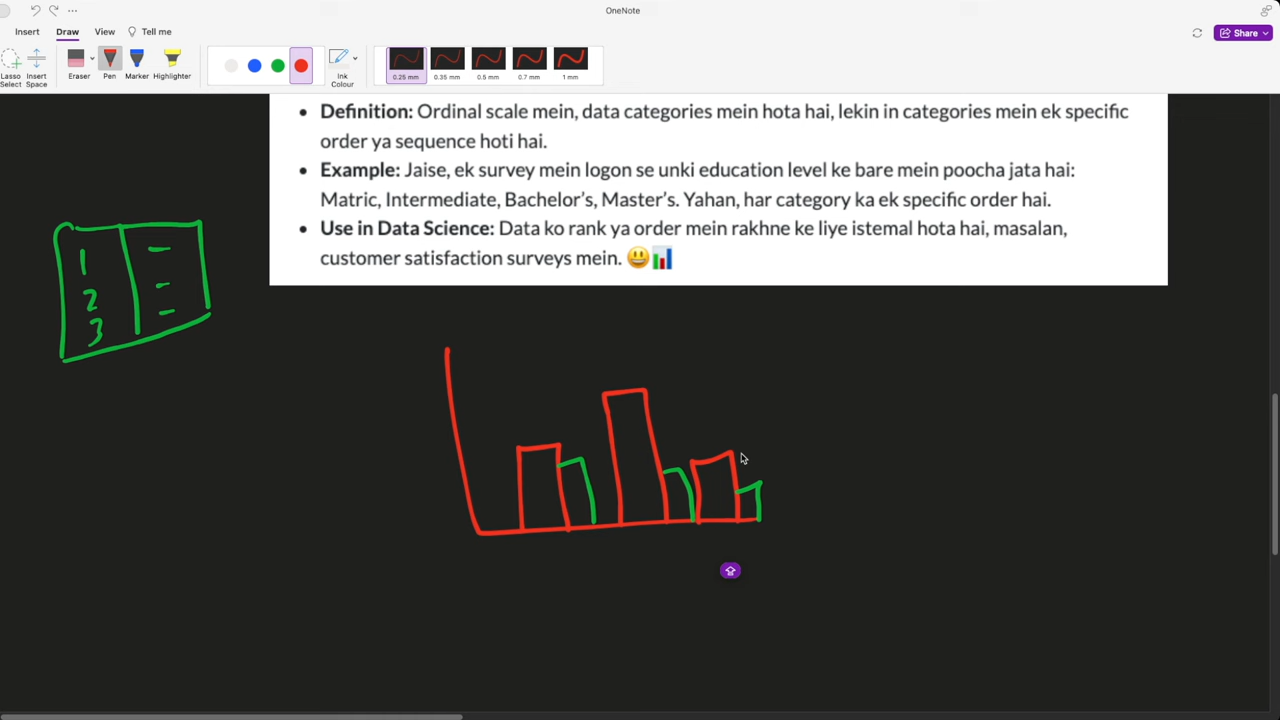 OneNote
Insert Draw View Tell me
Share
Lasso Select
Insert Space
Eraser
Pen
Marker
Highlighter
Ink Colour
0.25 mm
0.35 mm
0.5 mm
0.7 mm
1 mm
• Definition: Ordinal scale mein, data categories mein hota hai, lekin in categories mein ek specific
order ya sequence hoti hai.
• Example: Jaise, ek survey mein logon se unki education level ke bare mein poocha jata hai:
Matric, Intermediate, Bachelor’s, Master’s. Yahan, har category ka ek specific order hai.
• Use in Data Science: Data ko rank ya order mein rakhne ke liye istemal hota hai, masalan,
customer satisfaction surveys mein. 😃📊
1 -
2 -
3 -